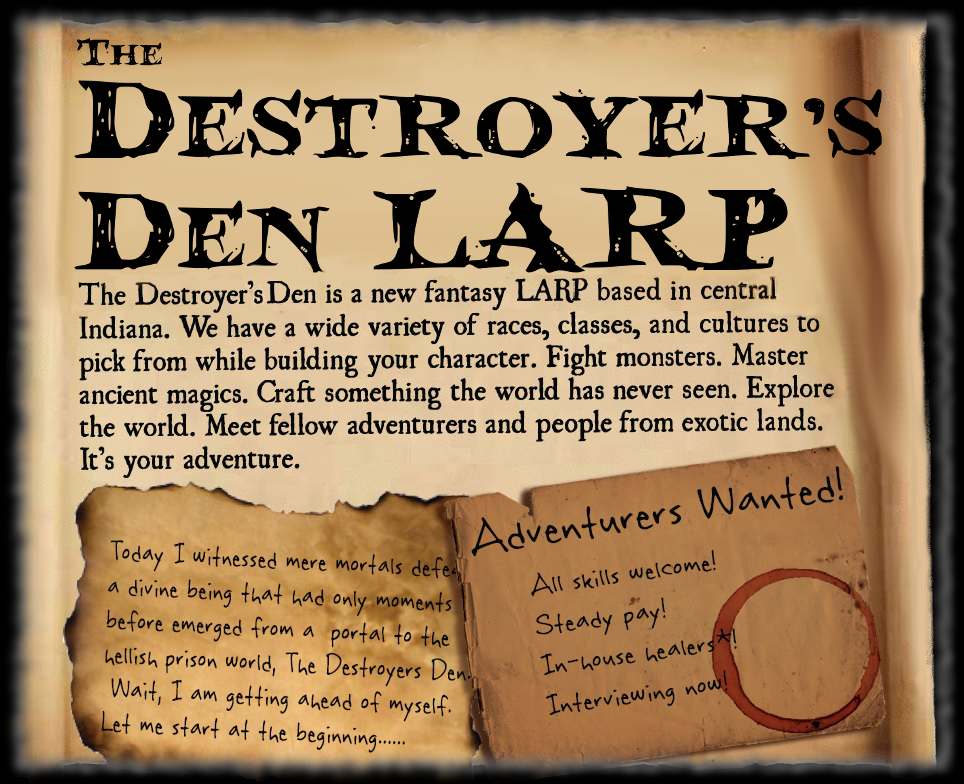 The
Destroyer's
Den LARP
The Destroyer's Den is a new fantasy LARP based in central
Indiana. We have a wide variety of races, classes, and cultures to
pick from while building your character. Fight monsters. Master
ancient magics. Craft something the world has never seen. Explore
the world. Meet fellow adventurers and people from exotic lands.
It's your adventure.
Today I witnessed mere mortals
a divine being that had only moments
before emerged from a portal to the
hellish prison world, The Destroyers Den.
Wait, I am getting ahead of myself.
Let me start at the beginning......
Adventurers Wanted!
All skills welcome!
Steady pay!
In-house healers*!
Interviewing now!